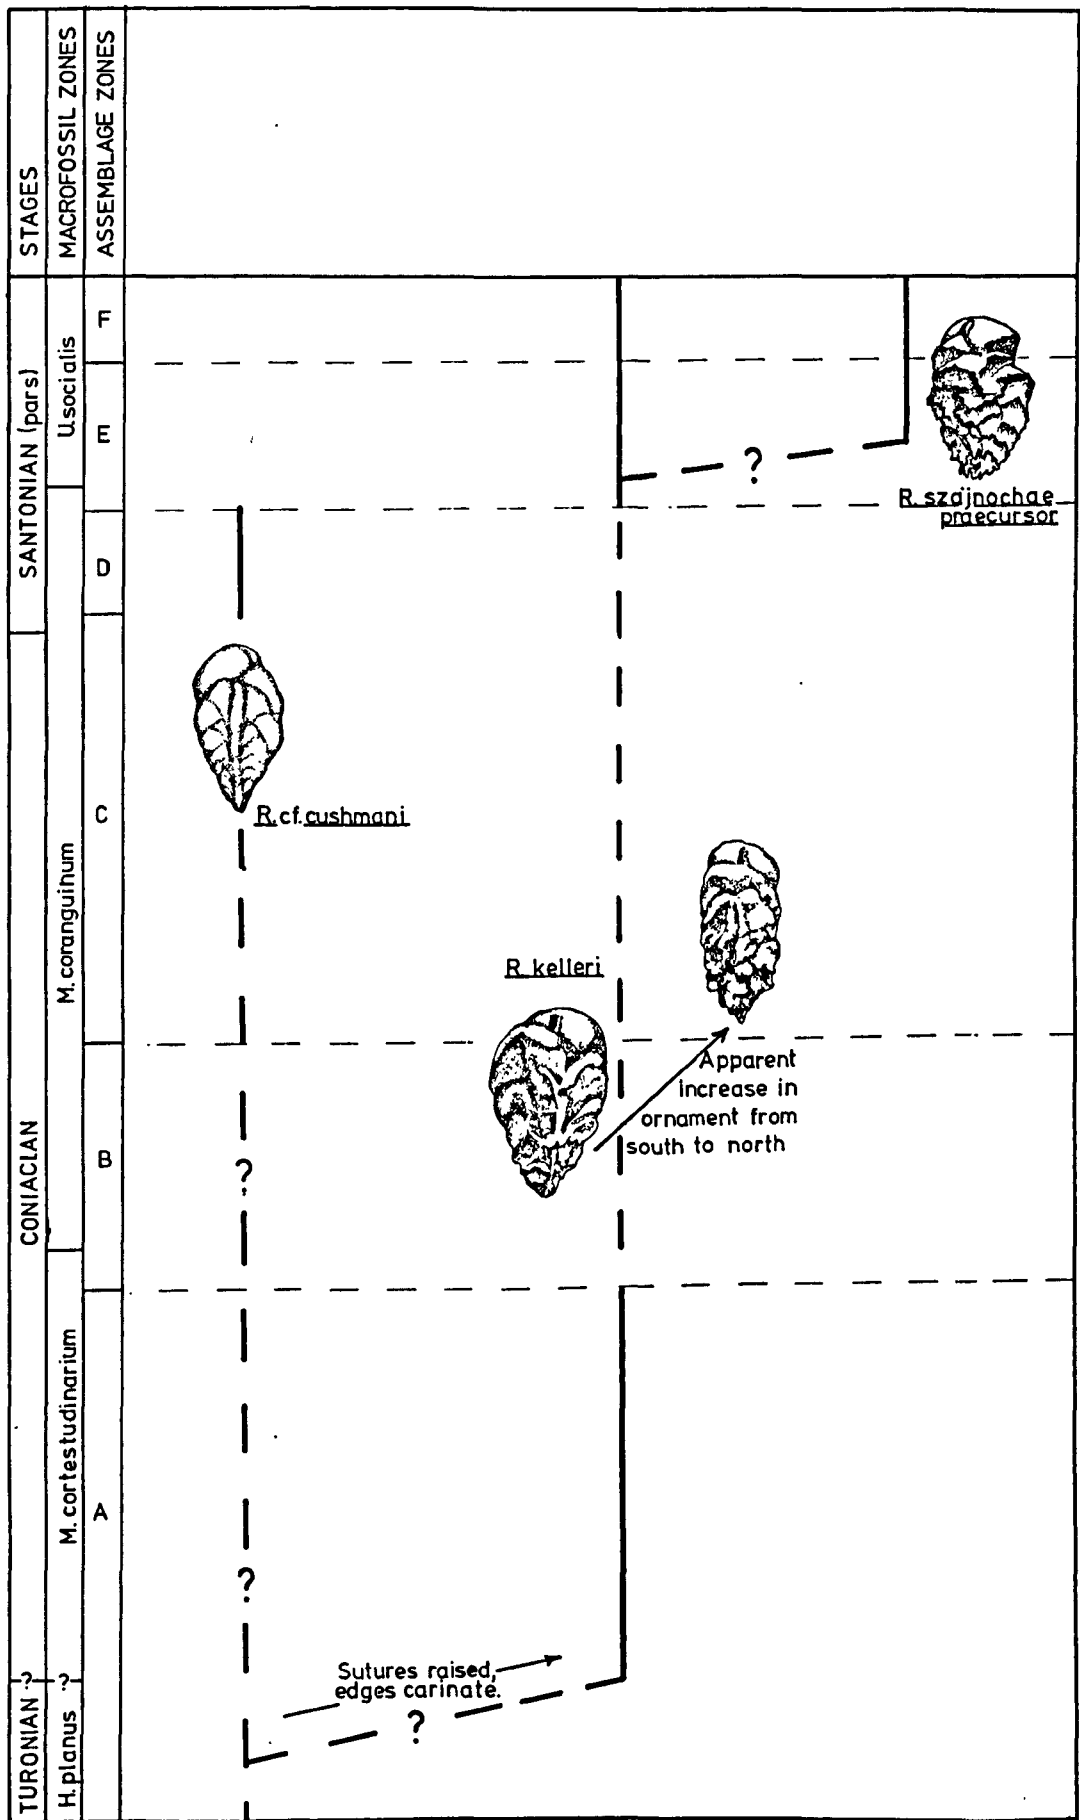 STAGES
MACROFOSSIL ZONES
ASSEMBLAGE ZONES
SANTONIAN (pars)
CONIACIAN
TURONIAN ?
U.socialis
M.coranguihum
M.cortestudinarium
H.planus ?
F
E
D
C
B
A
?
R.szajnochae
praecursor
R.cf.cushmani
R.kelleri
Apparent
increase in
ornament from
south to north
?
?
Sutures raised,
edges carinate.
?